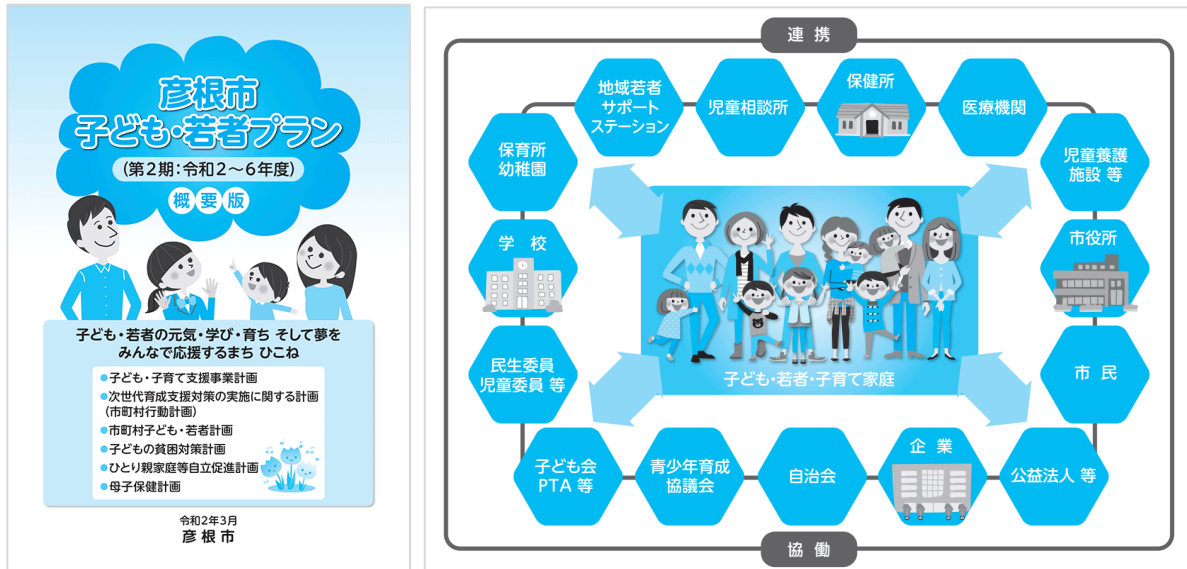 彦根市
子ども・若者プラン
(第2期:令和2～6年度)
概要版
子ども・若者の元気・学び・育ち そして夢を
みんなで応援するまち ひこね
●子ども・子育て支援事業計画
●次世代育成支援対策の実施に関する計画
(市町村行動計画)
●市町村子ども・若者計画
●子どもの貧困対策計画
●ひとり親家庭等自立促進計画
●母子保健計画
令和2年3月
彦根市
連携
地域若者
サポート
ステーション
児童相談所
保健所
医療機関
保育所
幼稚園
児童養護
施設 等
学校
市役所
民生委員
児童委員 等
市民
子ども・若者・子育て家庭
子ども会
PTA 等
青少年育成
協議会
自治会
企業
公益法人 等
協働